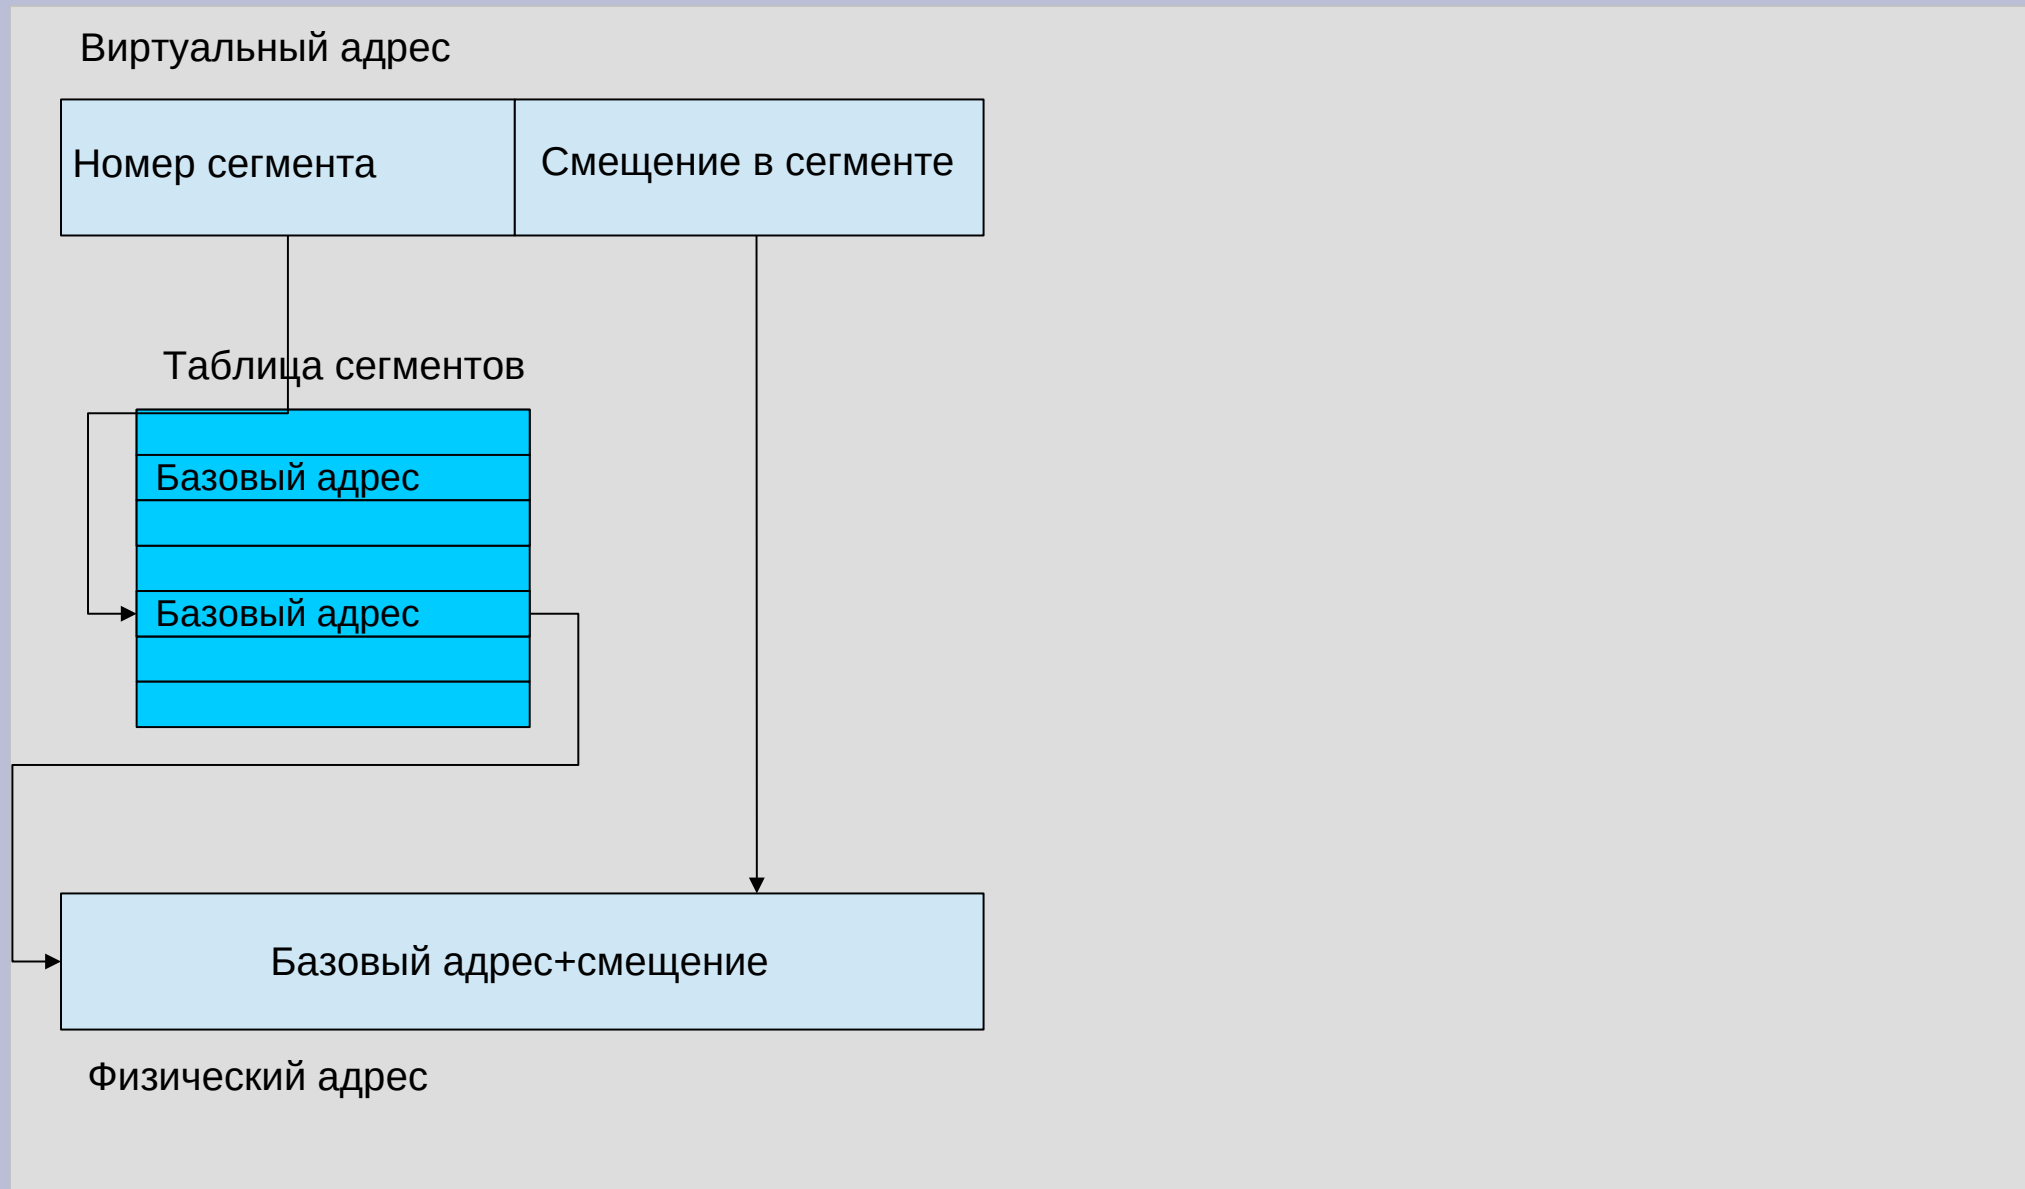 Виртуальный адрес
Номер сегмента
Смещение в сегменте
Таблица сегментов
Базовый адрес
Базовый адрес
Базовый адрес+смещение
Физический адрес